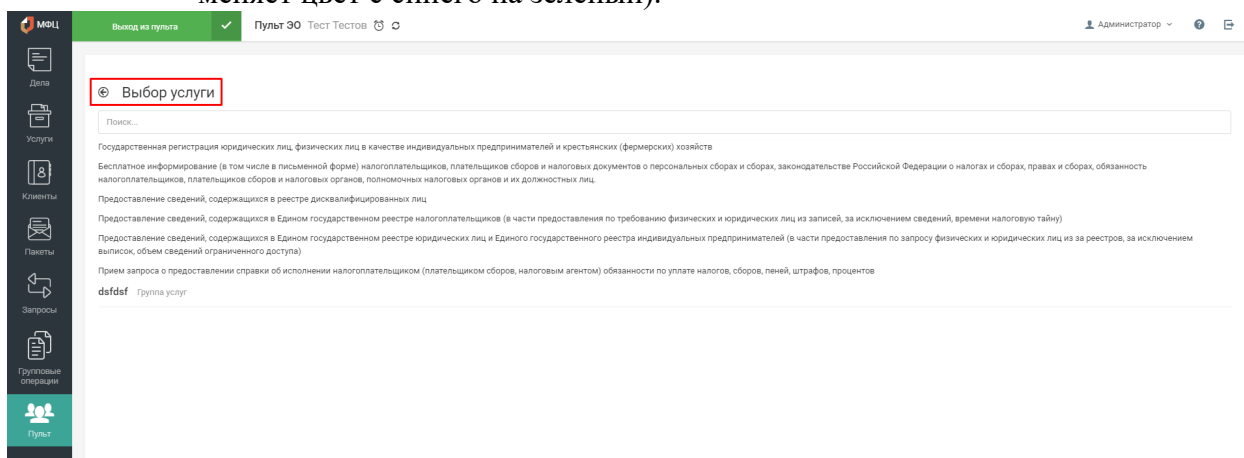 меняет цвет с синего на зеленый).
МФЦ
Выход из пульта
Пульт ЭО Тест Тестов
Администратор
Дела
Услуги
Клиенты
Пакеты
Запросы
Групповые
операции
Пульт
Выбор услуги
Поиск...
Государственная регистрация юридических лиц, физических лиц в качестве индивидуальных предпринимателей и крестьянских (фермерских) хозяйств
Бесплатное информирование (в том числе в письменной форме) налогоплательщиков, плательщиков сборов и налоговых документов о персональных сборах и сборах, законодательстве Российской Федерации о налогах и сборах, правах и сборах, обязанность
налогоплательщиков, плательщиков сборов и налоговых органов, полномочных налоговых органов и их должностных лиц.
Предоставление сведений, содержащихся в реестре дисквалифицированных лиц
Предоставление сведений, содержащихся в Едином государственном реестре налогоплательщиков (в части предоставления по требованию физических и юридических лиц из записей, за исключением сведений, времени налоговую тайну)
Предоставление сведений, содержащихся в Едином государственном реестре юридических лиц и Единого государственного реестра индивидуальных предпринимателей (в части предоставления по запросу физических и юридических лиц из за реестров, за исключением
выписок, объем сведений ограниченного доступа)
Прием запроса о предоставлении справки об исполнении налогоплательщиком (плательщиком сборов, налоговым агентом) обязанности по уплате налогов, сборов, пеней, штрафов, процентов
dsfdsf Группа услуг